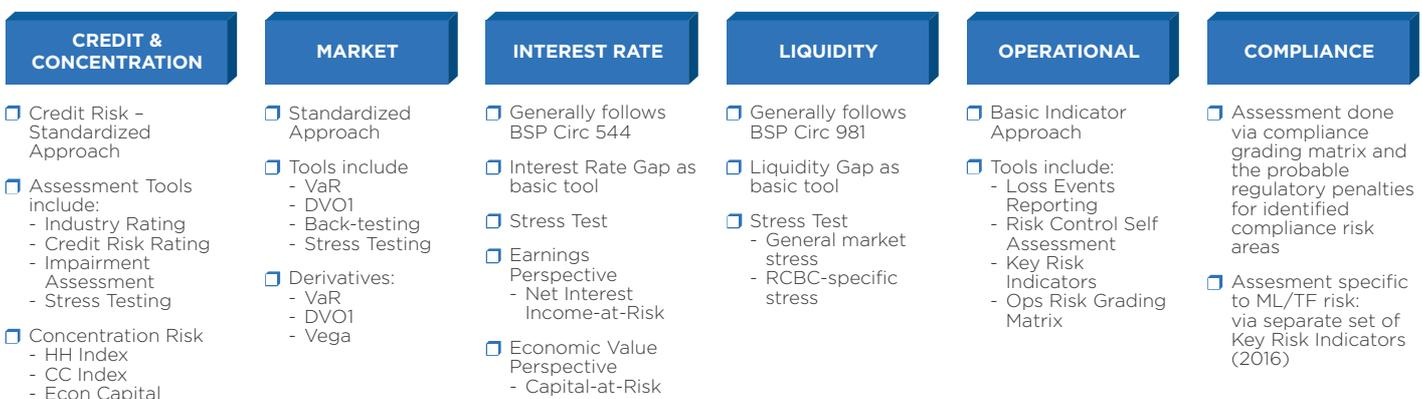 CREDIT &
CONCENTRATION
Credit Risk –
Standardized
Approach
Assessment Tools
include:
- Industry Rating
- Credit Risk Rating
- Impairment
Assessment
- Stress Testing
Concentration Risk
- HH Index
- CC Index
- Econ Capital
MARKET
Standardized
Approach
Tools include
- VaR
- DVO1
- Back-testing
- Stress Testing
Derivatives:
- VaR
- DVO1
- Vega
INTEREST RATE
Generally follows
BSP Circ 544
Interest Rate Gap as
basic tool
Stress Test
Earnings
Perspective
- Net Interest
Income-at-Risk
Economic Value
Perspective
- Capital-at-Risk
LIQUIDITY
Generally follows
BSP Circ 981
Liquidity Gap as
basic tool
Stress Test
- General market
stress
- RCBC-specific
stress
OPERATIONAL
Basic Indicator
Approach
Tools include:
- Loss Events
Reporting
- Risk Control Self
Assessment
- Key Risk
Indicators
- Ops Risk Grading
Matrix
COMPLIANCE
Assessment done
via compliance
grading matrix and
the probable
regulatory penalties
for identified
compliance risk
areas
Assesment specific
to ML/TF risk:
via separate set of
Key Risk Indicators
(2016)